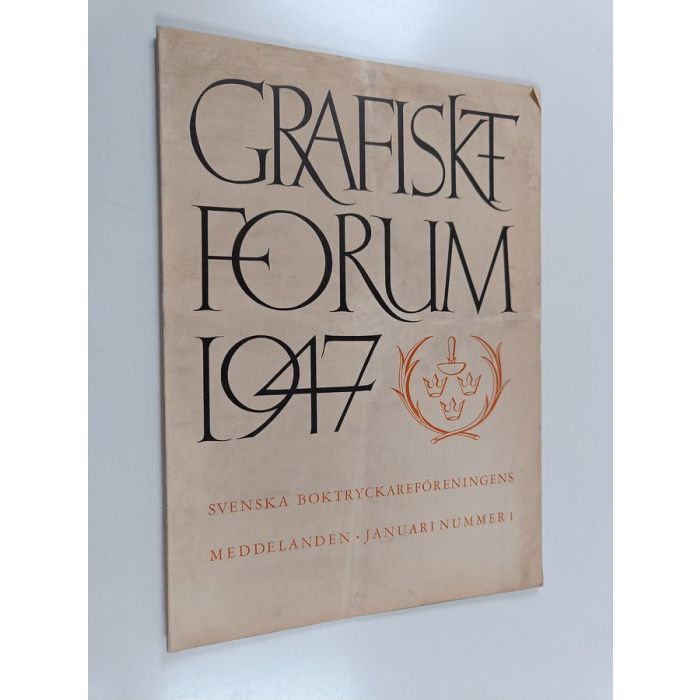 GRAFISKT
FORUM
1947
SVENSKA BOKTRYCKAREFÖRENINGENS
MEDDELANDEN · JANUARI NUMMER 1